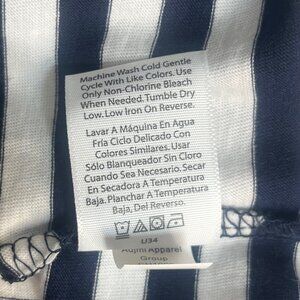 Machine Wash Cold Gentle
Cycle With Like Colors. Use
Only Non-Chlorine Bleach
When Needed. Tumble Dry
Low. Low Iron On Reverse.
Lavar A Máquina En Agua
Fría Ciclo Delicado Con
Colores Similares. Usar
Sólo Blanqueador Sin Cloro
Cuando Sea Necesario. Secar
En Secadora A Temperatura
Baja. Planchar A Temperatura
Baja, Del Reverso.
U34
Adjmi Apparel
Group